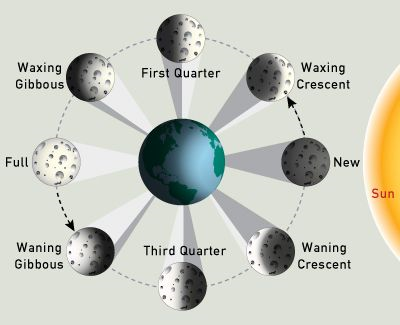 Waxing
Gibbous
First Quarter
Waxing
Crescent
Full
New
Sun
Waning
Gibbous
Third Quarter
Waning
Crescent